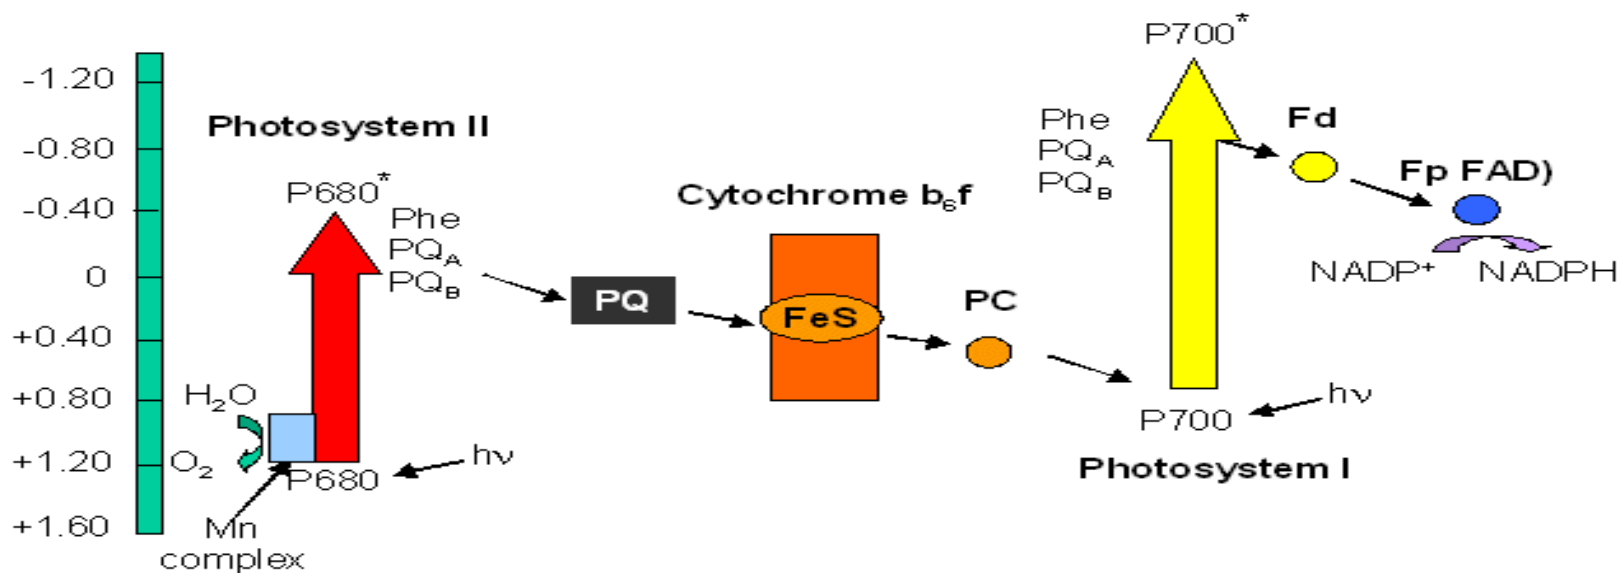 -1.20
-0.80
-0.40
0
+0.40
+0.80
+1.20
+1.60
Photosystem II
P680*
Phe
PQA
PQB
H2O
O2
P680
hν
Mn
complex
PQ
Cytochrome b6f
FeS
PC
P700*
Phe
PQA
PQB
Fd
Fp FAD)
NADP+ NADPH
hν
P700
Photosystem I